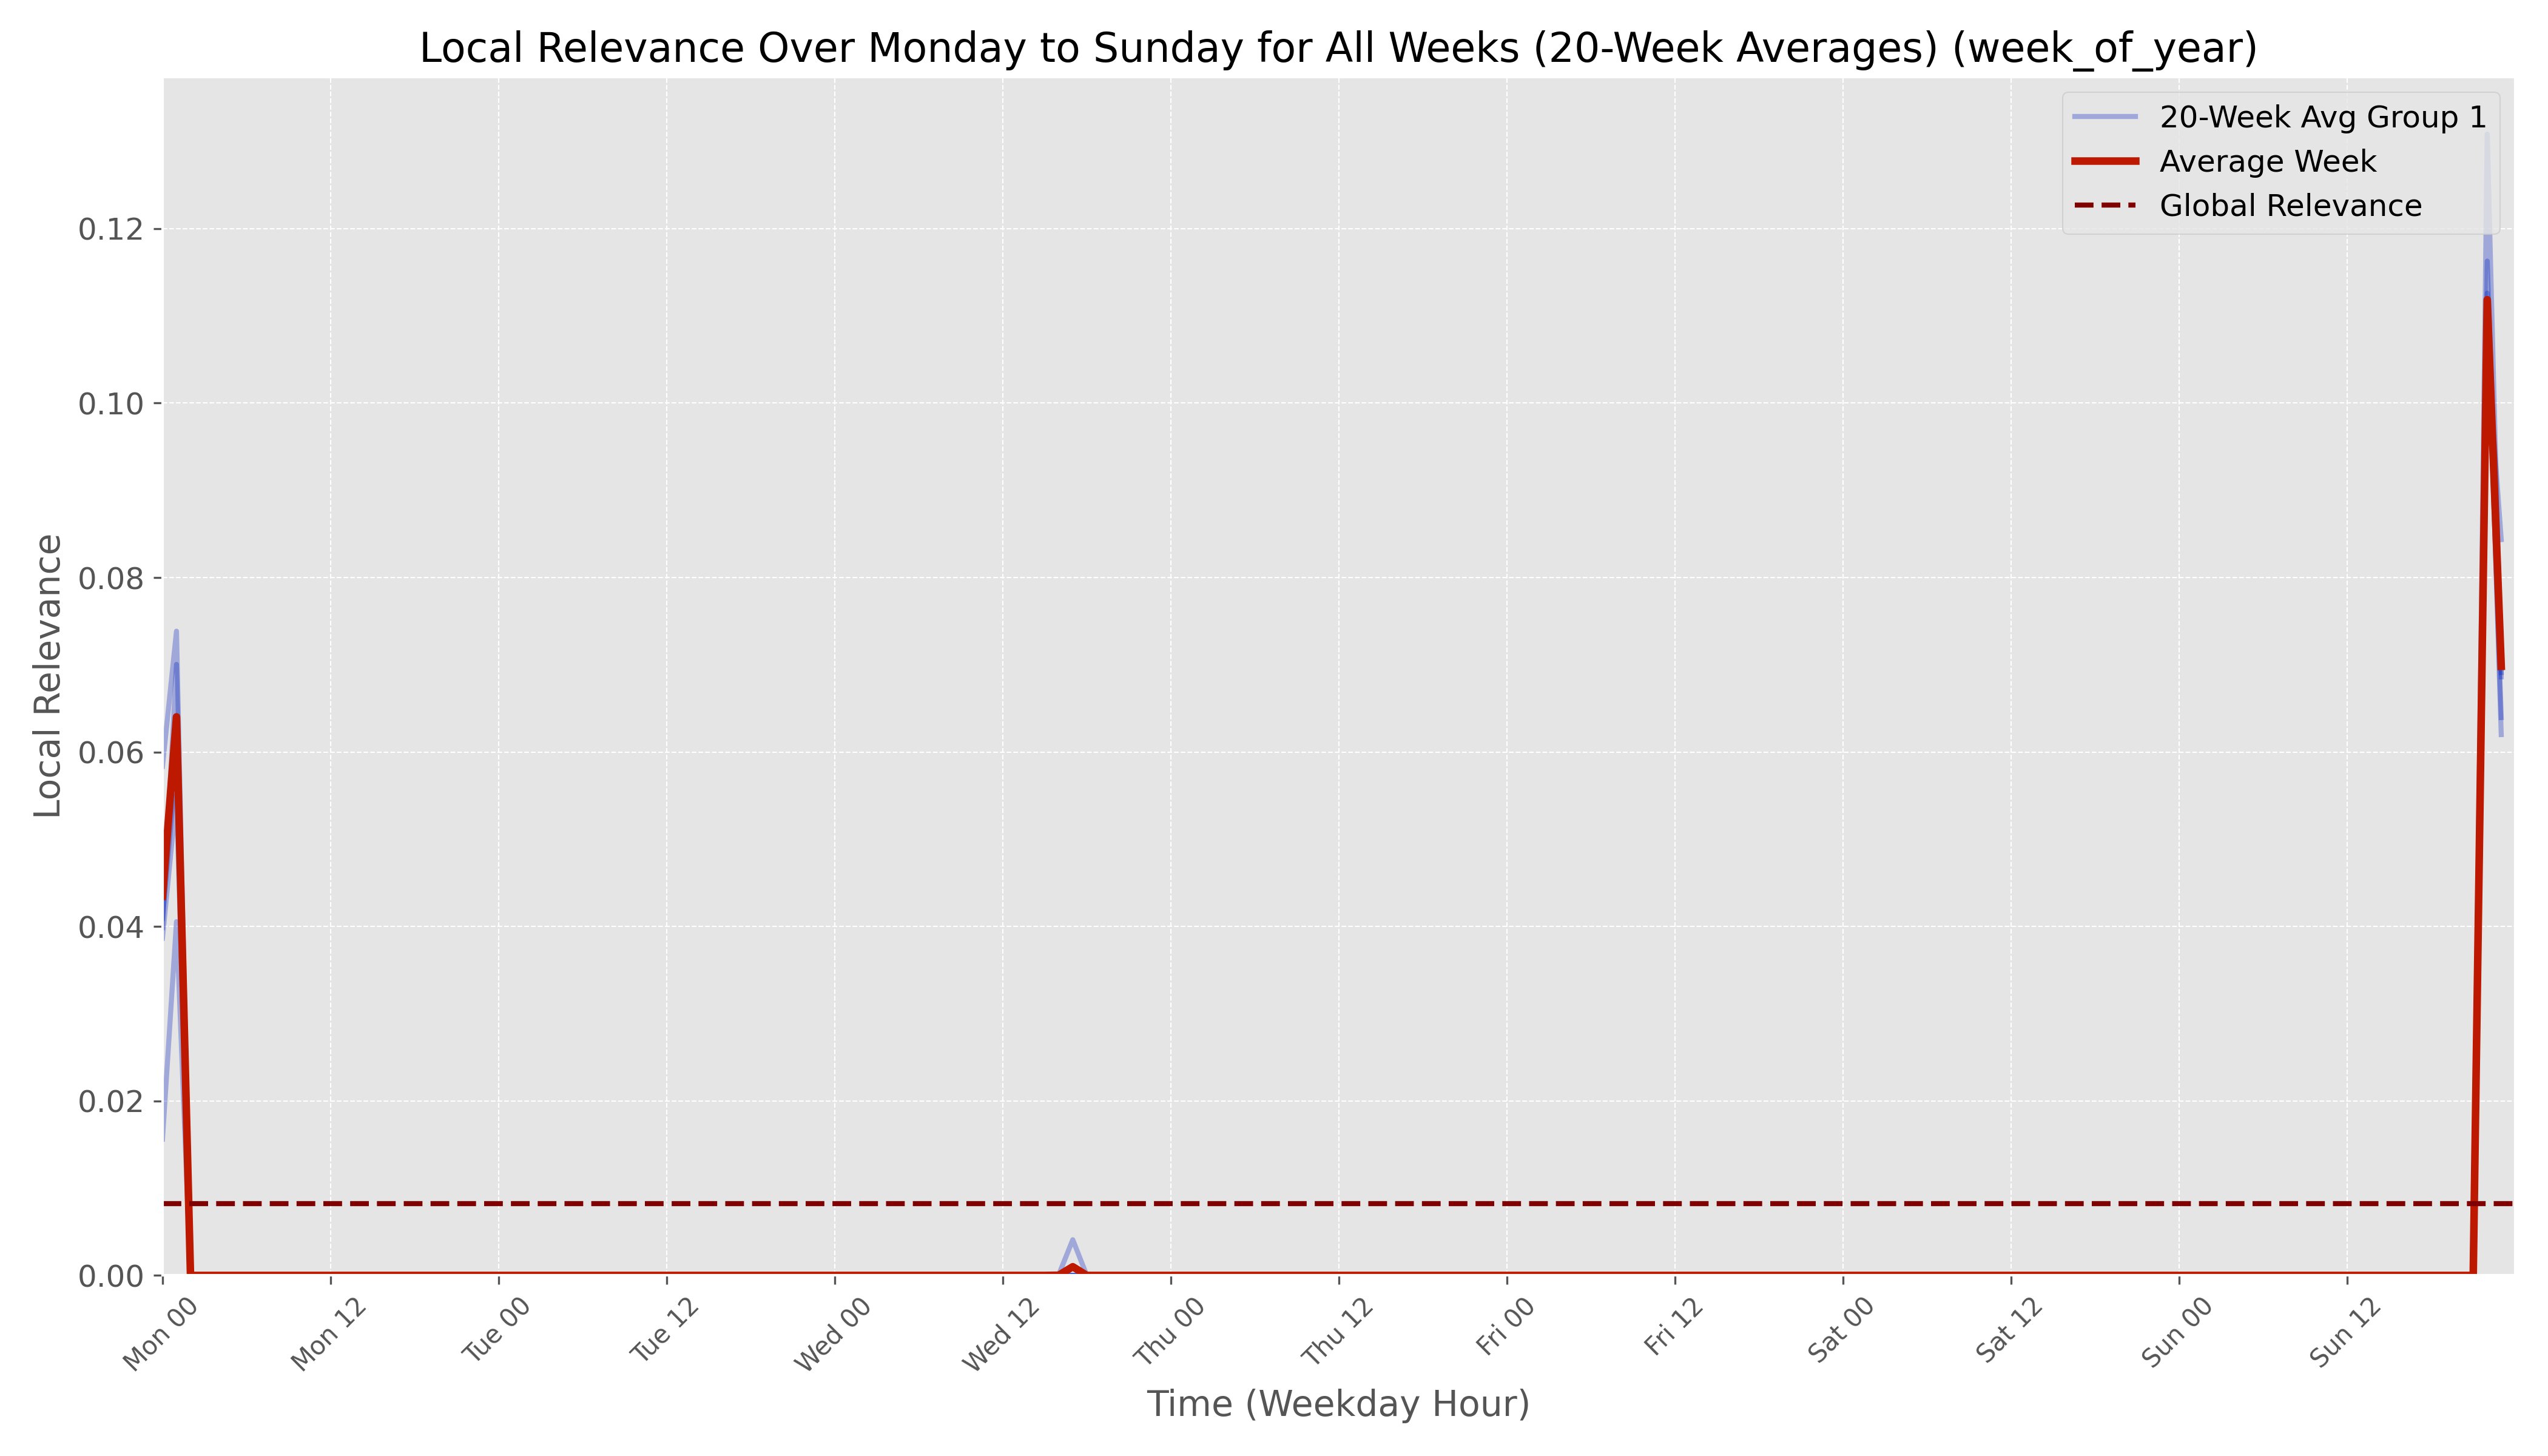 Local Relevance Over Monday to Sunday for All Weeks (20-Week Averages) (week_of_year)
20-Week Avg Group 1
Average Week
Global Relevance
Local Relevance
0.12
0.10
0.08
0.06
0.04
0.02
0.00
Mon 00
Mon 12
Tue 00
Tue 12
Wed 00
Wed 12
Thu 00
Thu 12
Fri 00
Fri 12
Sat 00
Sat 12
Sun 00
Sun 12
Time (Weekday Hour)